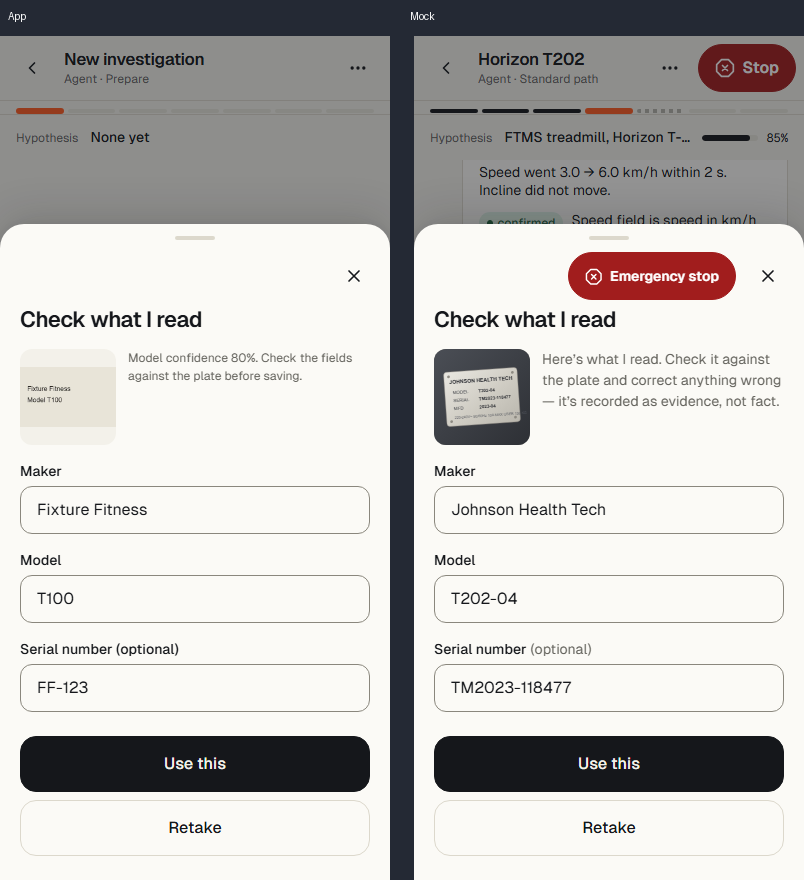 App
New investigation
Agent · Prepare
Hypothesis None yet
Check what I read
Fixture Fitness
Model T100
Model confidence 80%. Check the fields
against the plate before saving.
Maker
Fixture Fitness
Model
T100
Serial number (optional)
FF-123
Use this
Retake
Mock
Horizon T202
Agent · Standard path
Stop
Hypothesis FTMS treadmill, Horizon T-... 85%
Speed went 3.0 → 6.0 km/h within 2 s.
Incline did not move.
confirmed Speed field is speed in km/h
Emergency stop
Check what I read
JOHNSON HEALTH TECH
MODEL T202-04
SERIAL TM2023-118477
MFG 2023-04
Here's what I read. Check it against
the plate and correct anything wrong
— it's recorded as evidence, not fact.
Maker
Johnson Health Tech
Model
T202-04
Serial number (optional)
TM2023-118477
Use this
Retake